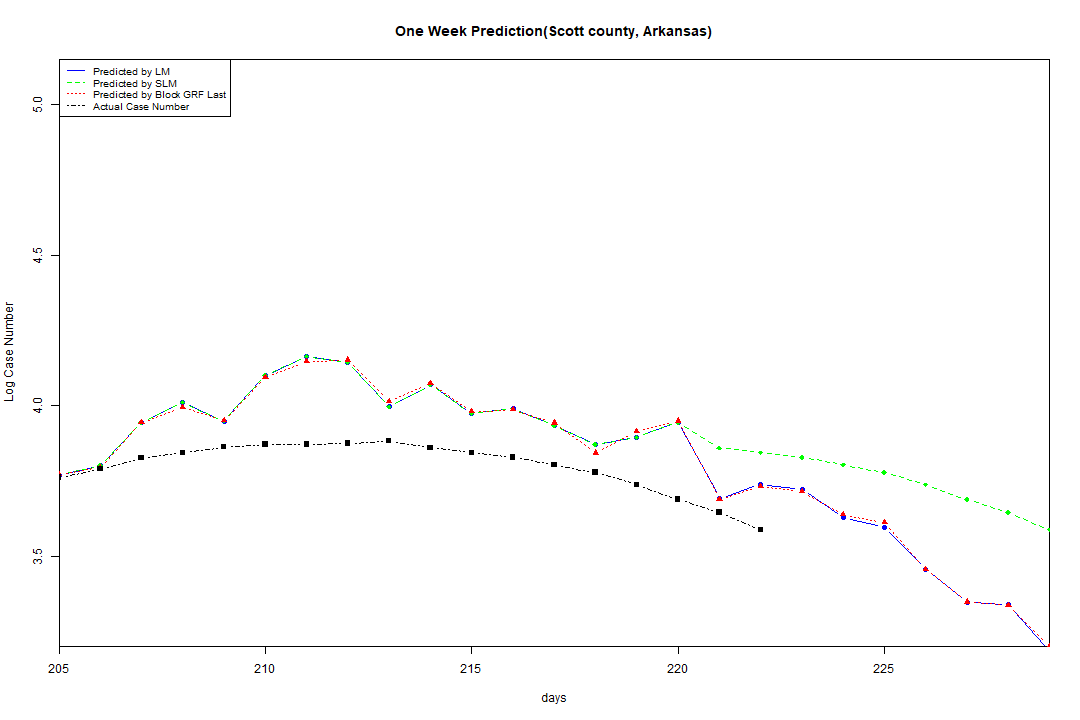 One Week Prediction(Scott county, Arkansas)
Predicted by LM
Predicted by SLM
Predicted by Block GRF Last
Actual Case Number
5.0
4.5
4.0
3.5
Log Case Number
205 210 215 220 225
days